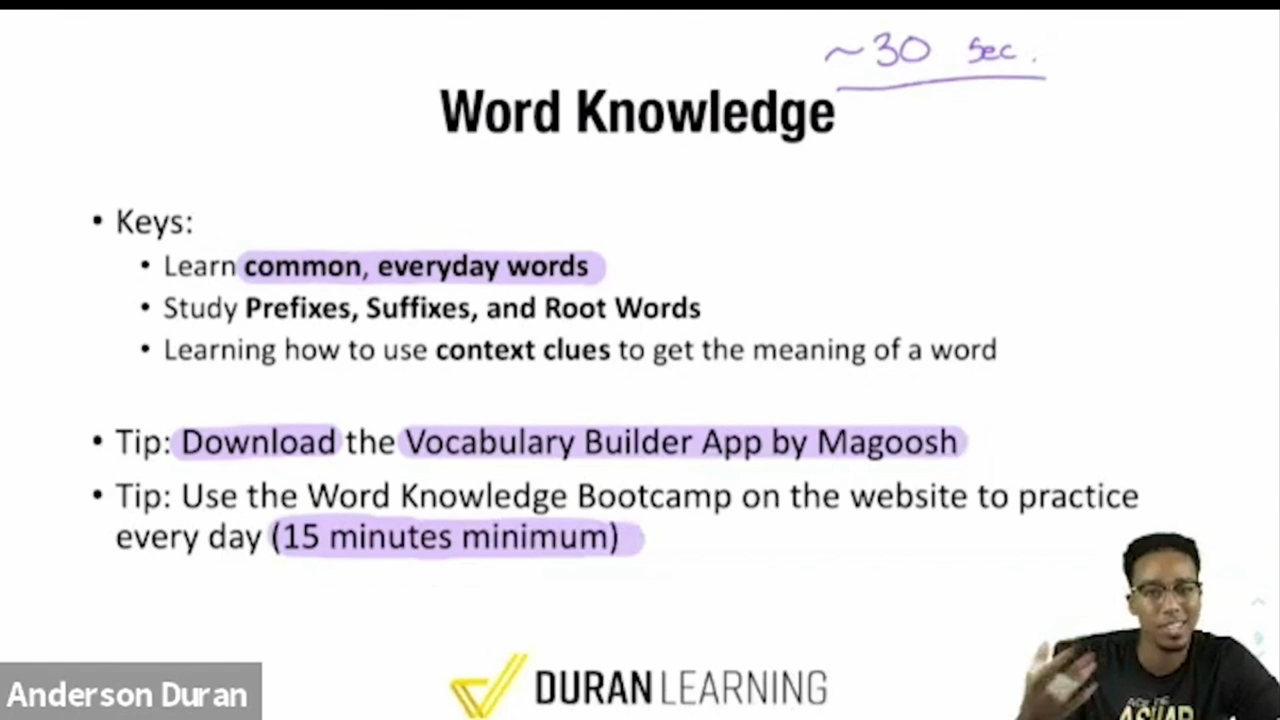 ~30 sec.
Word Knowledge
• Keys:
• Learn common, everyday words
• Study Prefixes, Suffixes, and Root Words
• Learning how to use context clues to get the meaning of a word
• Tip: Download the Vocabulary Builder App by Magoosh
• Tip: Use the Word Knowledge Bootcamp on the website to practice
every day (15 minutes minimum)
DURAN LEARNING
Anderson Duran